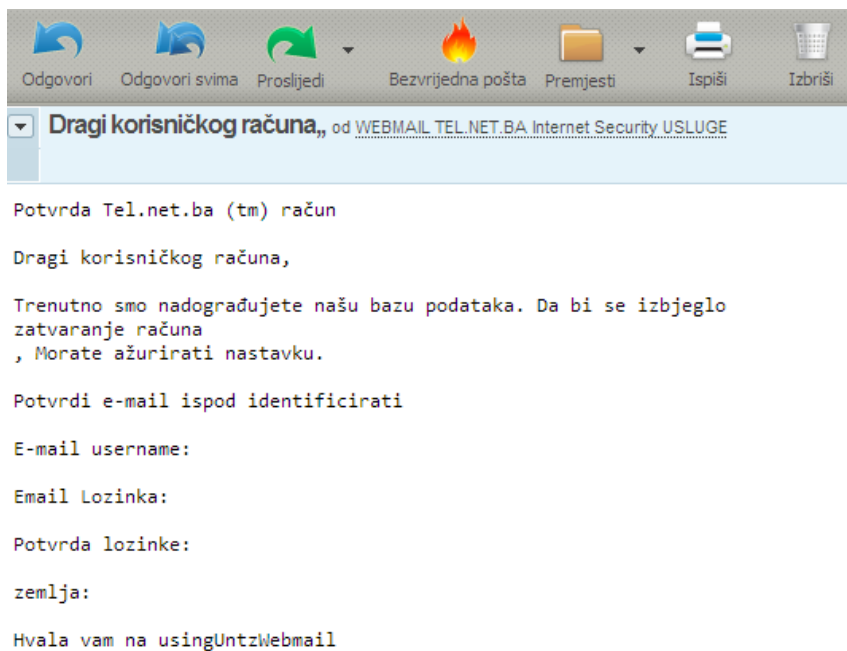 Odgovori Odgovori svima Proslijedi Bezvrijedna pošta Premjesti Ispiši Izbriši
Dragi korisničkog računa,, od WEBMAIL TEL.NET.BA Internet Security USLUGE
Potvrda Tel.net.ba (tm) račun
Dragi korisničkog računa,
Trenutno smo nadograđujete našu bazu podataka. Da bi se izbjeglo
zatvaranje računa
, Morate ažurirati nastavku.
Potvrdi e-mail ispod identificirati
E-mail username:
Email Lozinka:
Potvrda lozinke:
zemlja:
Hvala vam na usingUntzWebmail